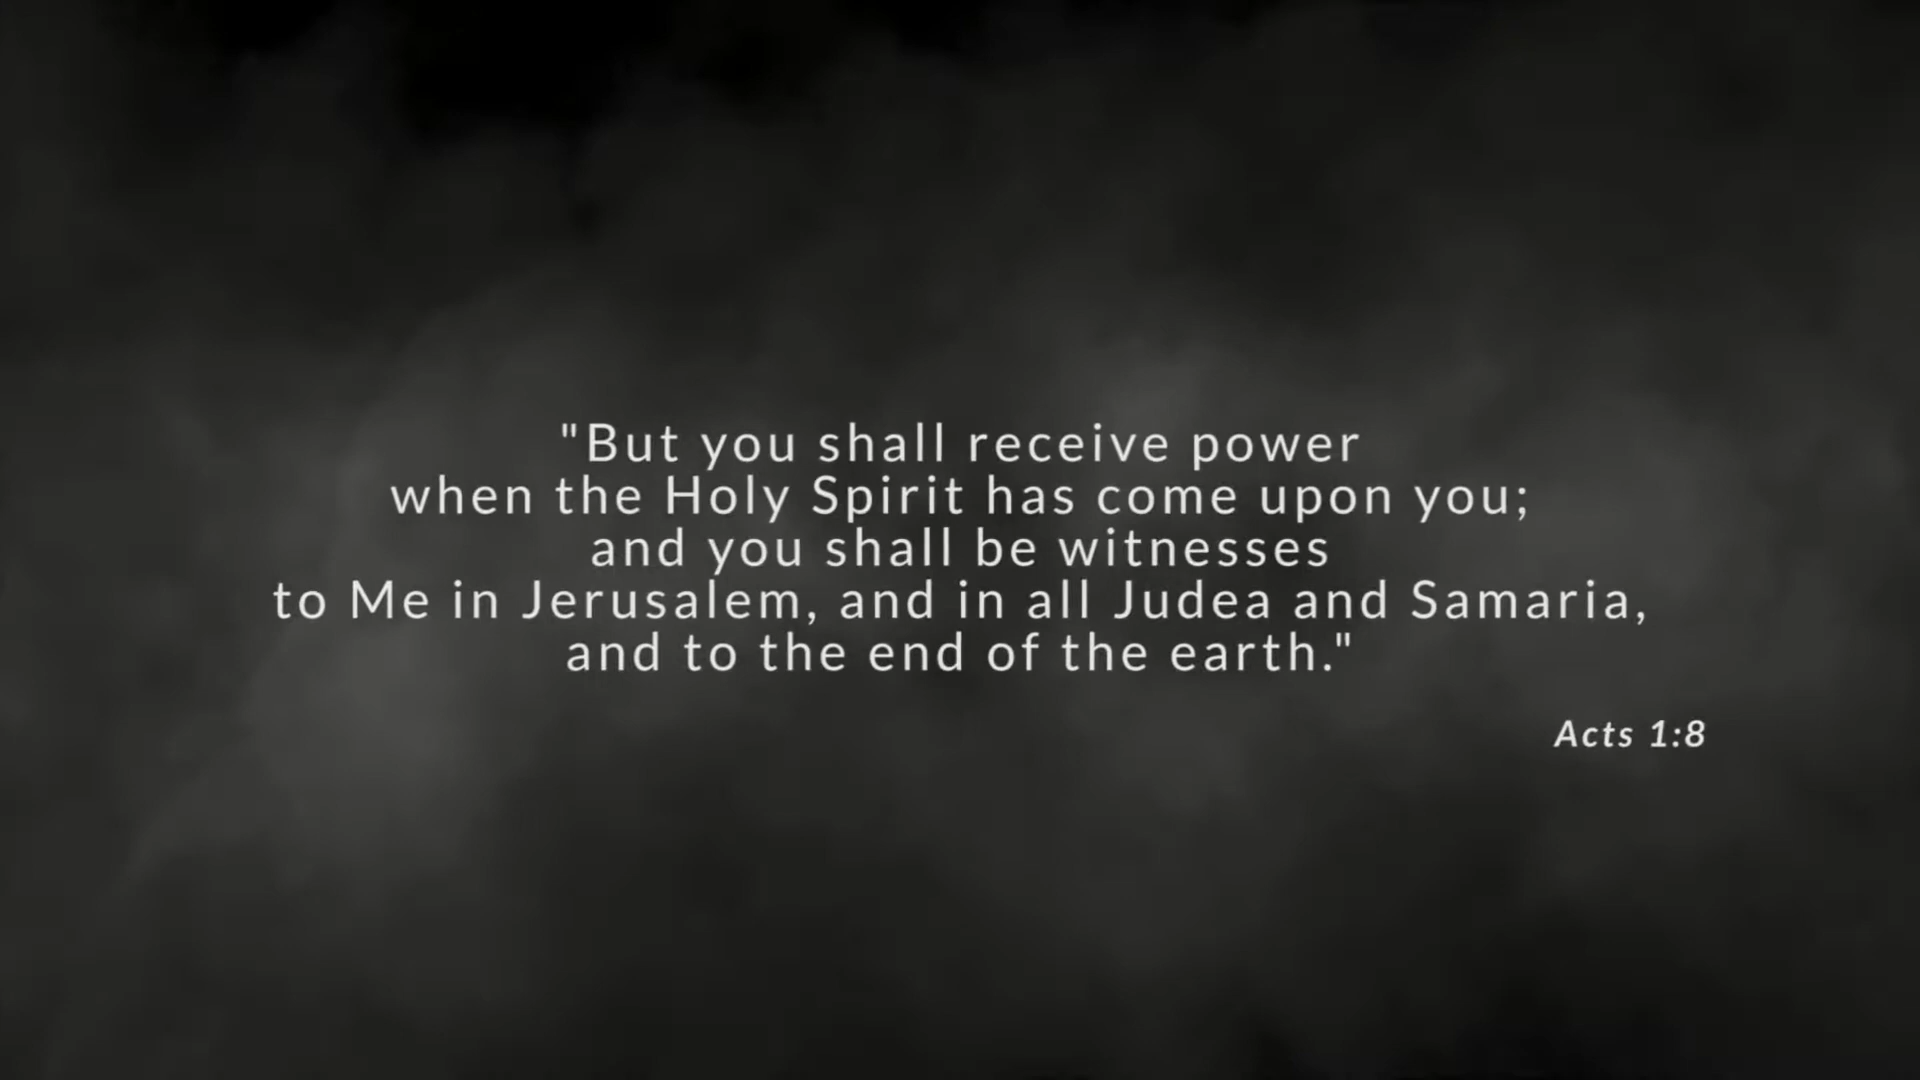 "But you shall receive power
when the Holy Spirit has come upon you;
and you shall be witnesses
to Me in Jerusalem, and in all Judea and Samaria,
and to the end of the earth."
Acts 1:8